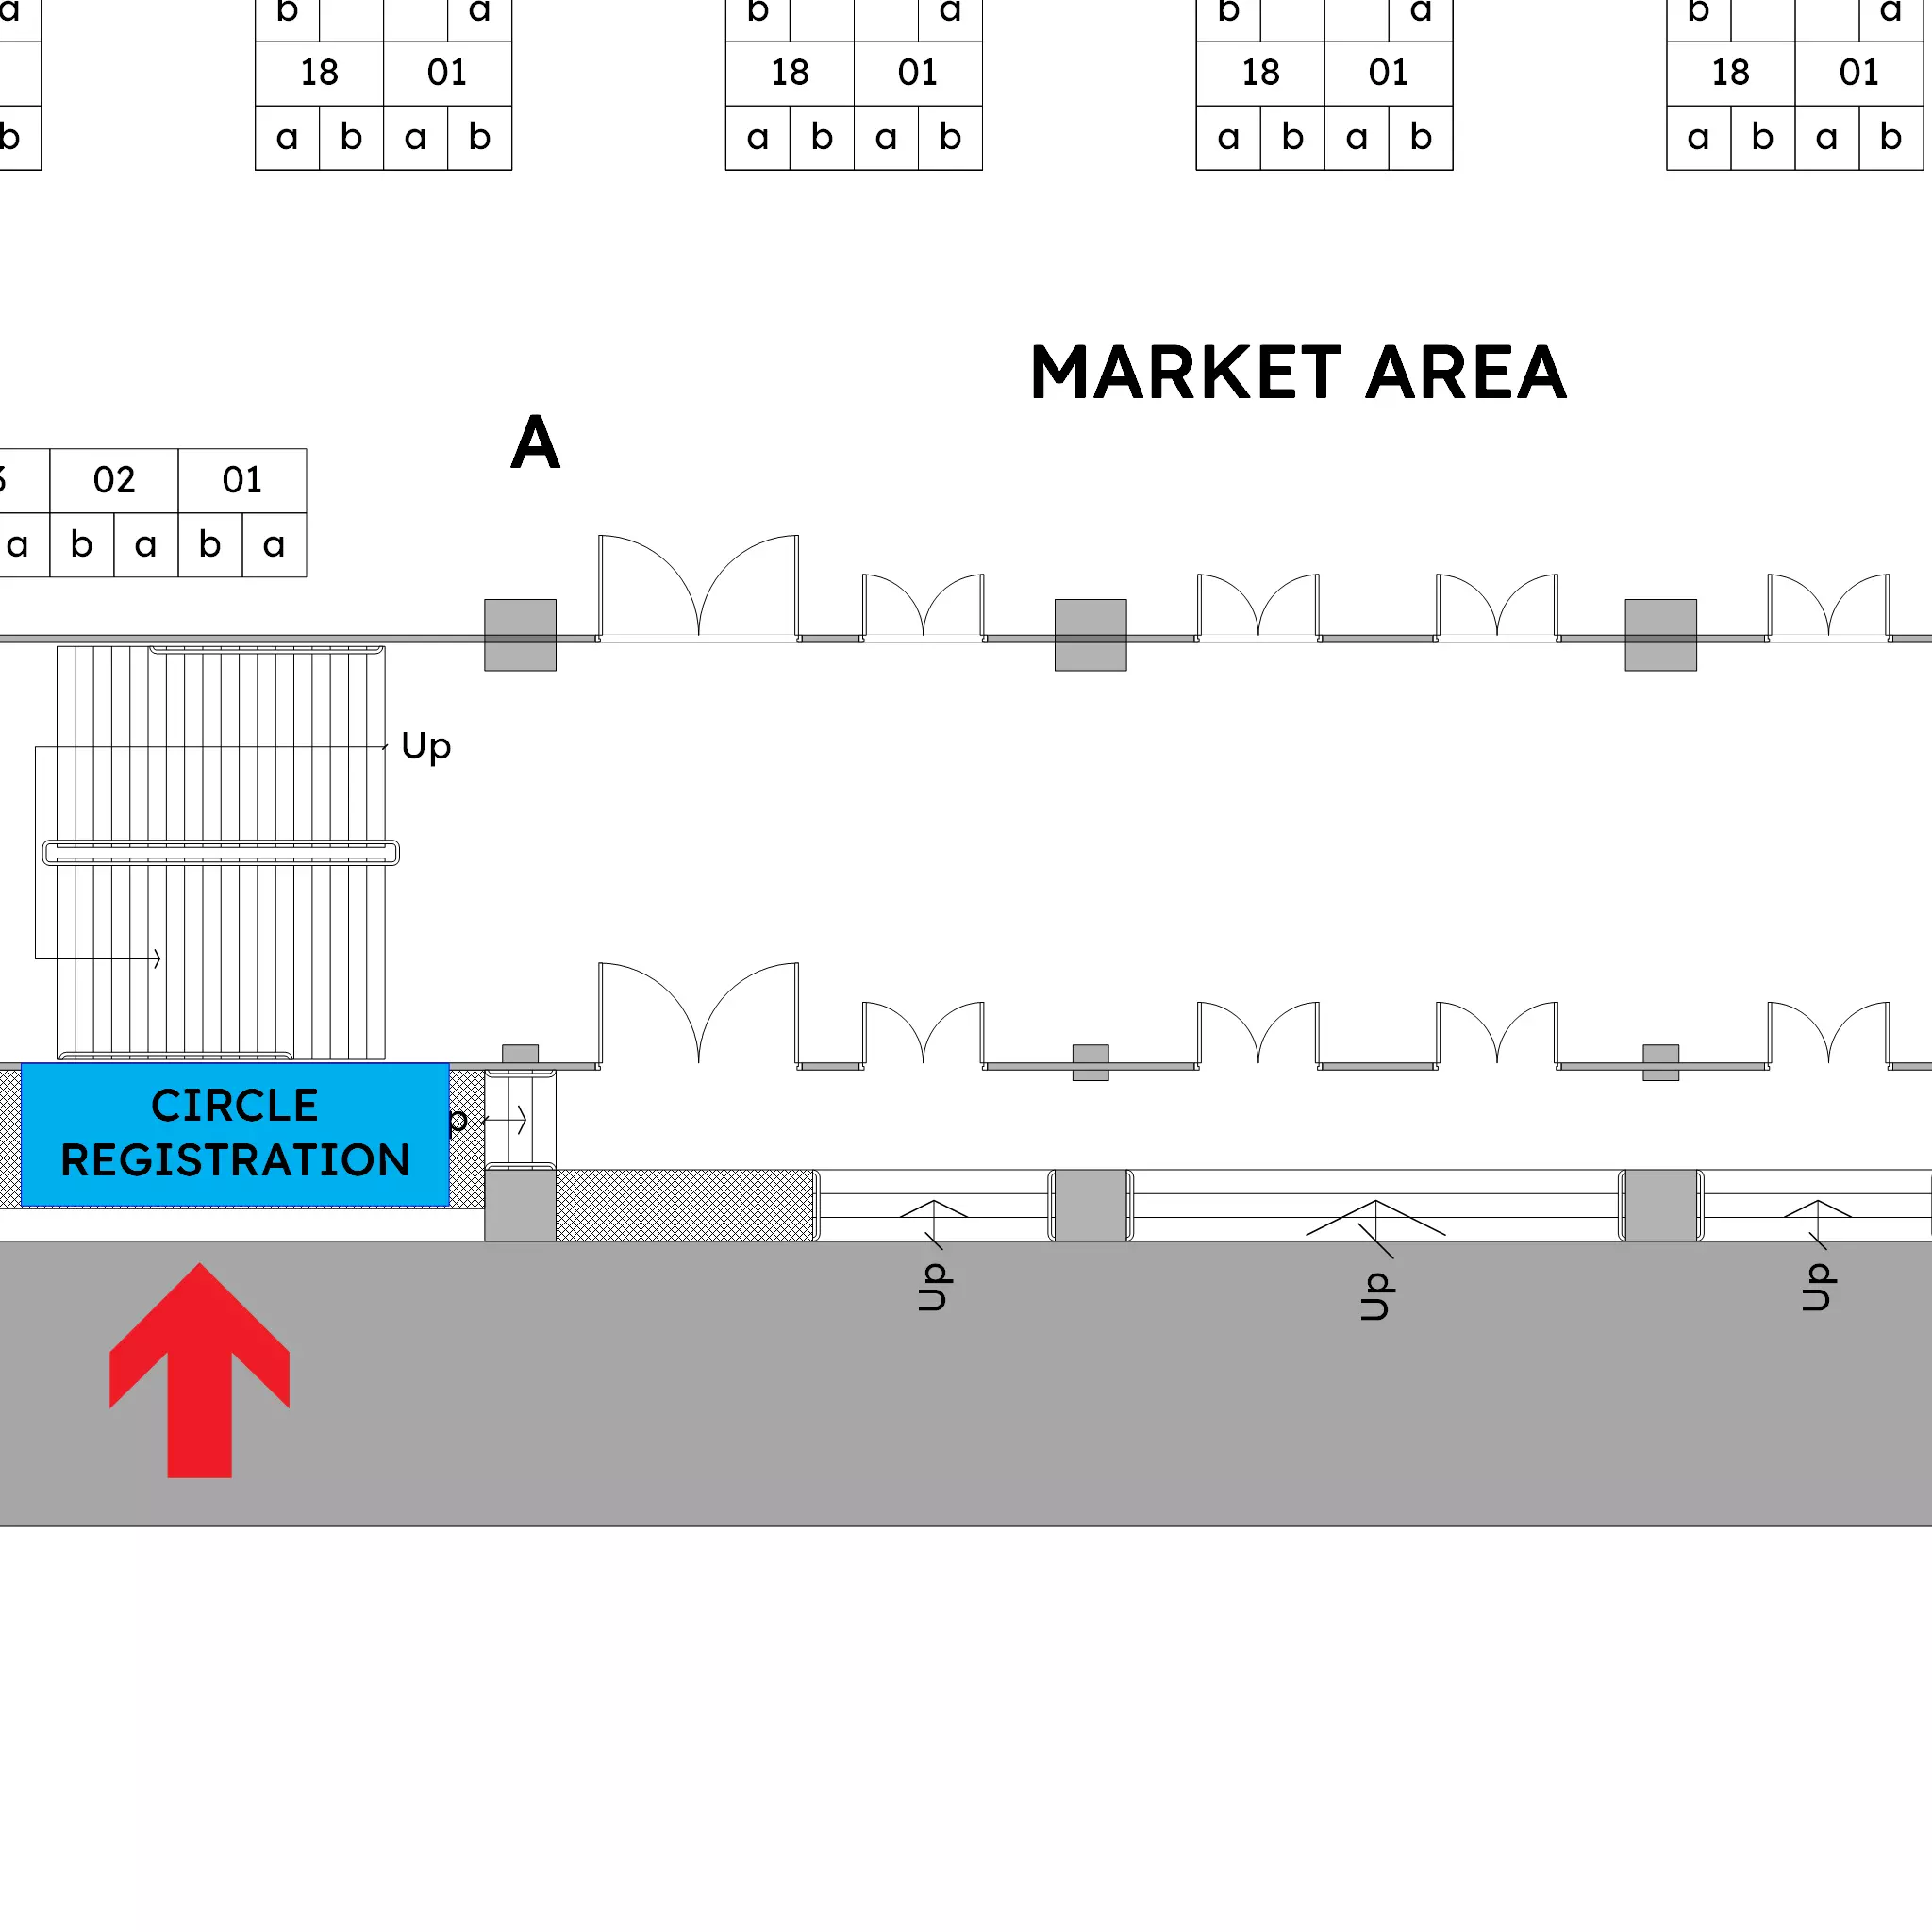 a b a b a b a b a
18 01 18 01 18 01 18 01
b a b a b a b a b a b a b a b a b
MARKET AREA
A
02 01
a b a b a
Up
CIRCLE
REGISTRATION
p
Up Up Up